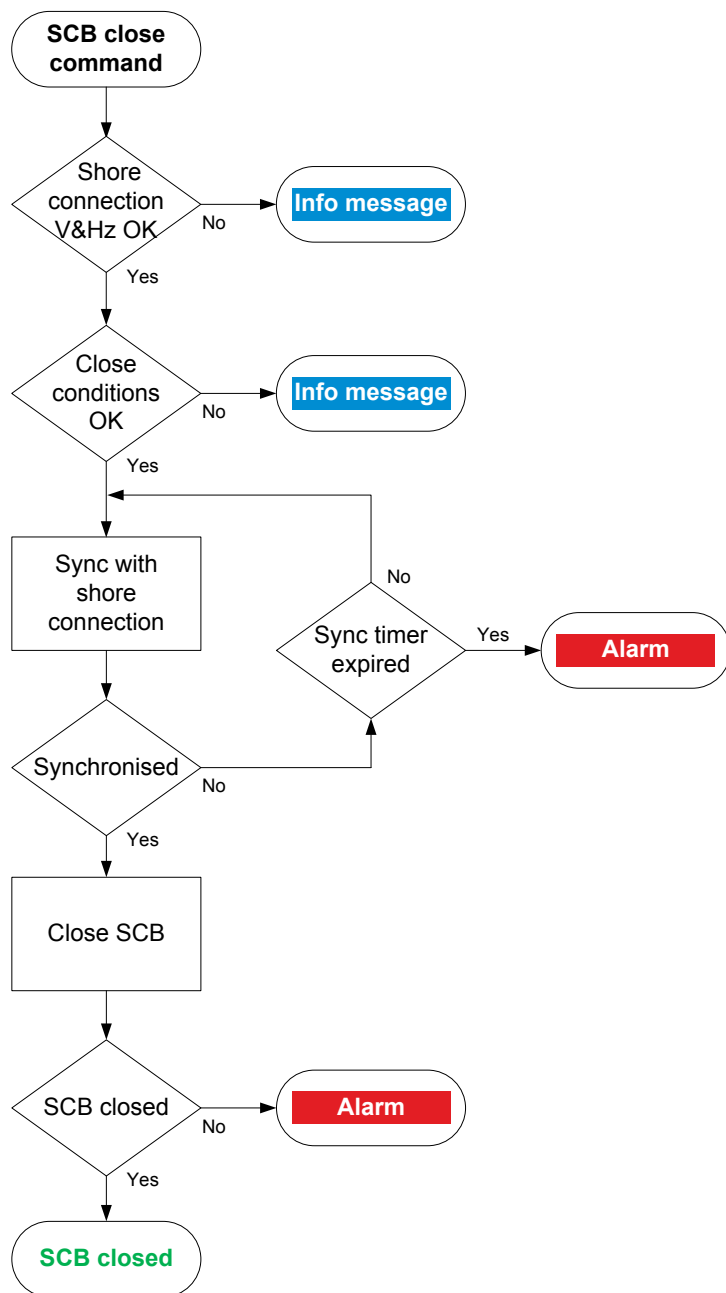 SCB close
command
Shore
connection
V&Hz OK
No
Info message
Yes
Close
conditions
OK
No
Info message
Yes
Sync with
shore
connection
No
Sync timer
expired
Yes
Alarm
Synchronised
No
Yes
Close SCB
SCB closed
No
Alarm
Yes
SCB closed